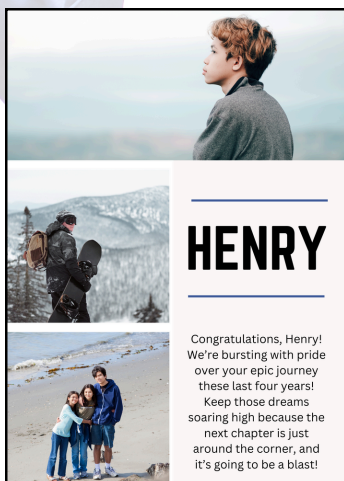 HENRY
Congratulations, Henry!
We're bursting with pride
over your epic journey
these last four years!
Keep those dreams
soaring high because the
next chapter is just
around the corner, and
it's going to be a blast!